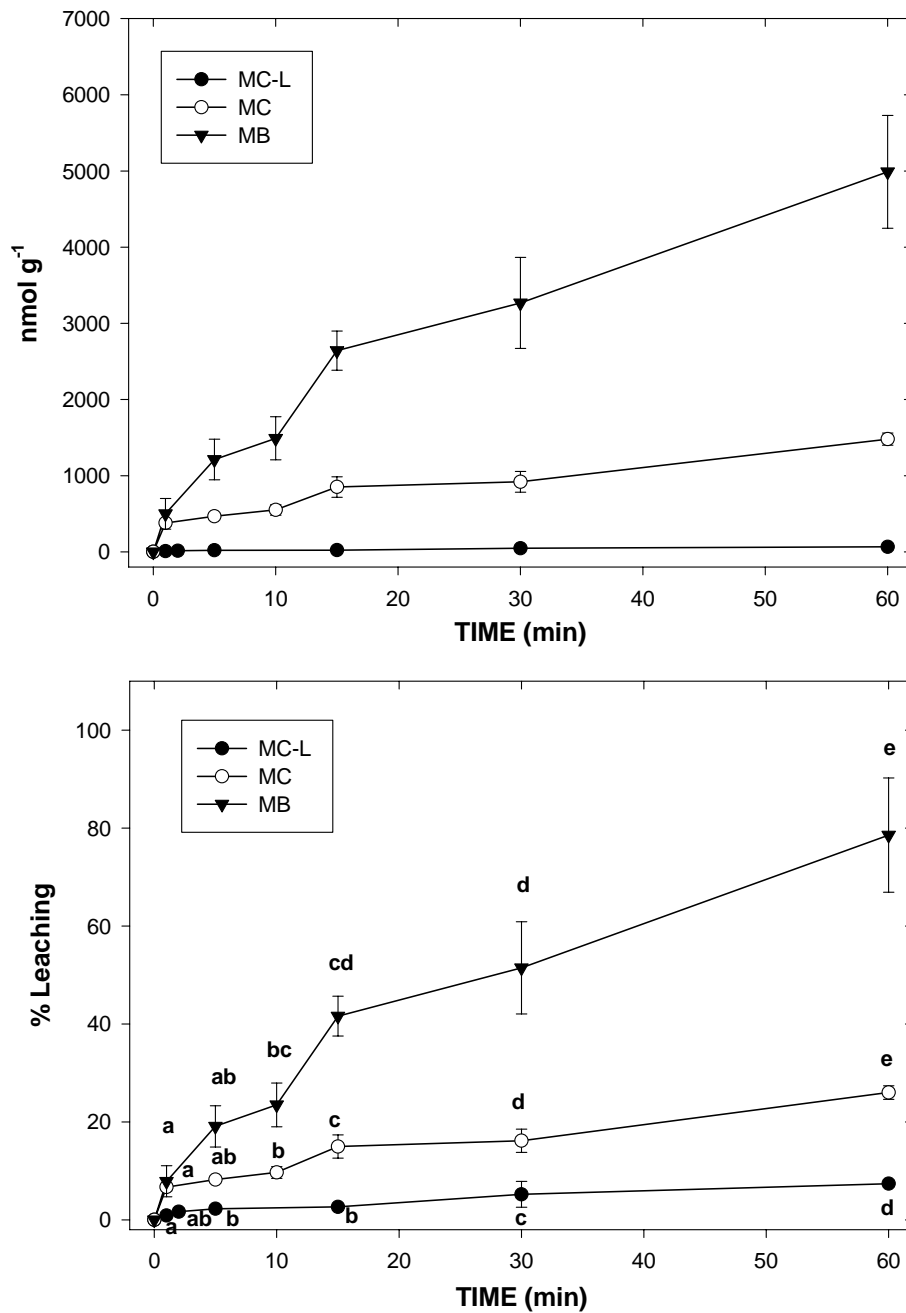 7000
6000
5000
4000
3000
2000
1000
0
nmol g-1
MC-L
MC
MB
0 10 20 30 40 50 60
TIME (min)
100
80
60
40
20
0
% Leaching
MC-L
MC
MB
e
d
cd
bc
ab
a
e
d
c
b
ab
a
a
ab
b
b
c
d
0 10 20 30 40 50 60
TIME (min)